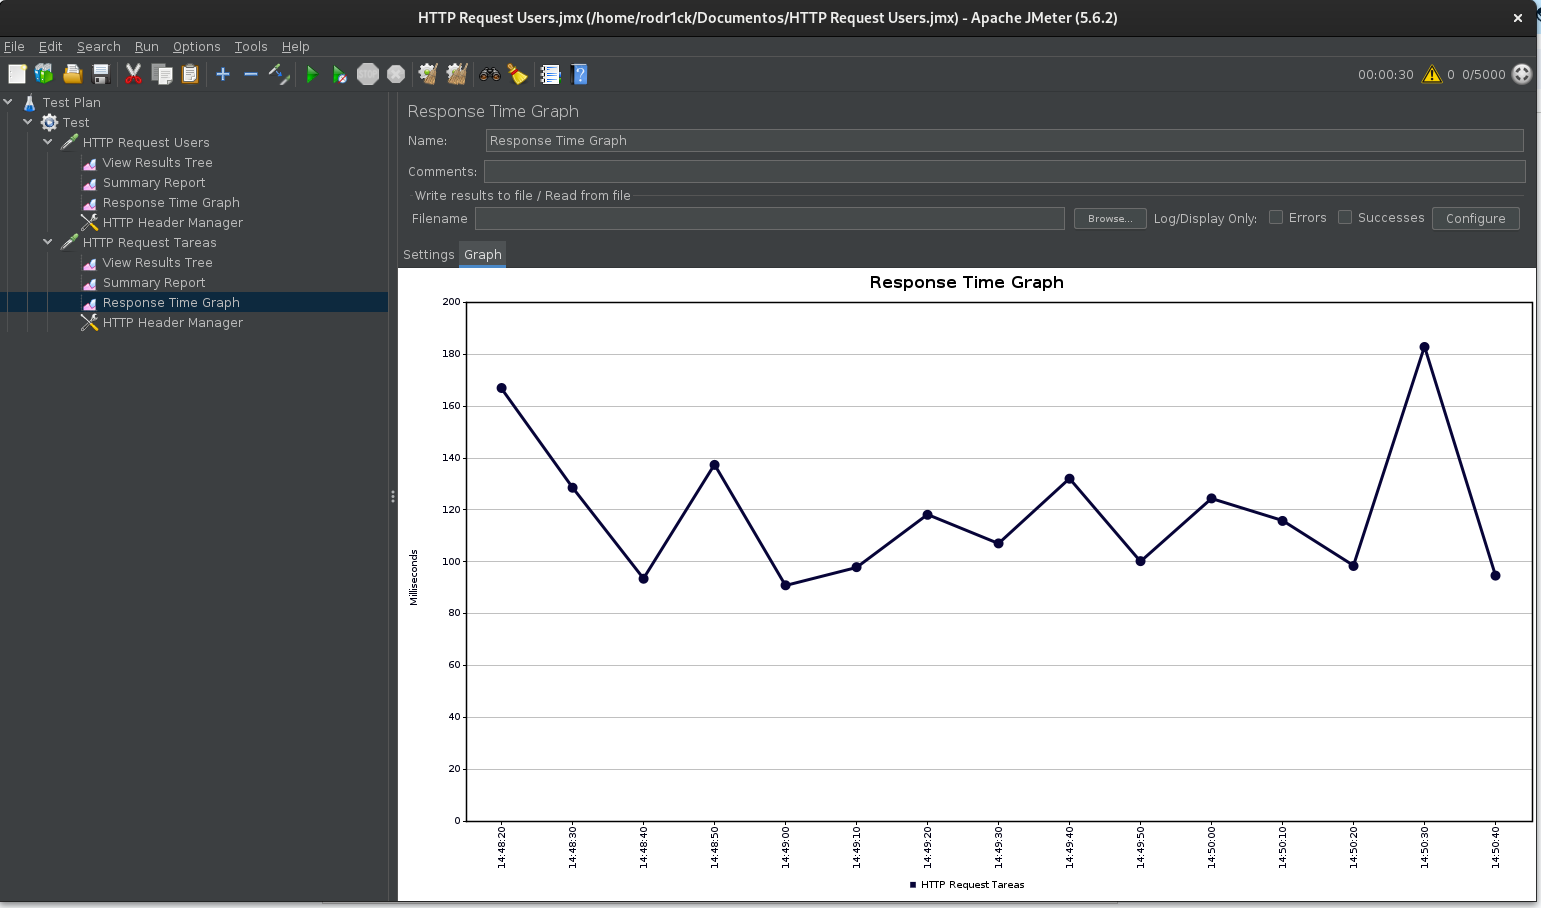 HTTP Request Users.jmx (/home/rodr1ck/Documentos/HTTP Request Users.jmx) - Apache JMeter (5.6.2)
File Edit Search Run Options Tools Help
STOP
00:00:30 0 0/5000
Test Plan
Test
HTTP Request Users
View Results Tree
Summary Report
Response Time Graph
HTTP Header Manager
HTTP Request Tareas
View Results Tree
Summary Report
Response Time Graph
HTTP Header Manager
Response Time Graph
Name: Response Time Graph
Comments:
Write results to file / Read from file
Filename Browse... Log/Display Only: Errors Successes Configure
Settings Graph
Response Time Graph
200
180
160
140
120
100
80
60
40
20
0
Milliseconds
14:48:20 14:48:30 14:48:40 14:48:50 14:49:00 14:49:10 14:49:20 14:49:30 14:49:40 14:49:50 14:50:00 14:50:10 14:50:20 14:50:30 14:50:40
HTTP Request Tareas